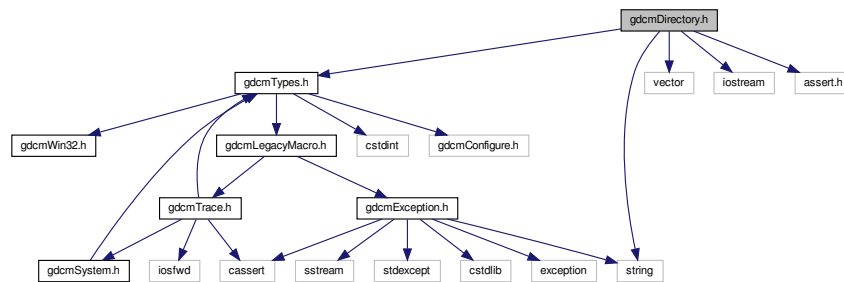 gdcmDirectory.h
gdcmTypes.h
vector
iostream
assert.h
gdcmWin32.h
gdcmLegacyMacro.h
cstdint
gdcmConfigure.h
gdcmTrace.h
gdcmException.h
gdcmSystem.h
iosfwd
cassert
sstream
stdexcept
cstdlib
exception
string